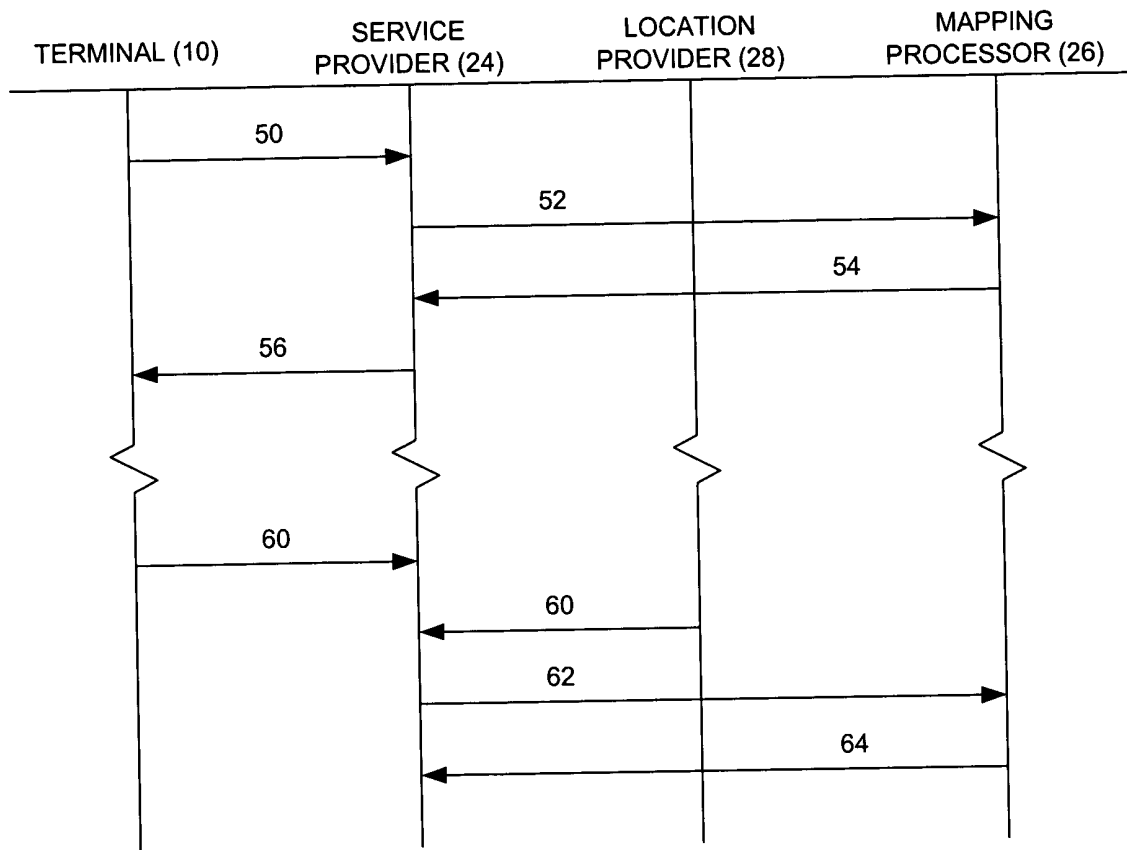 TERMINAL (10)
SERVICE
PROVIDER (24)
LOCATION
PROVIDER (28)
MAPPING
PROCESSOR (26)
50
52
54
56
60
60
62
64